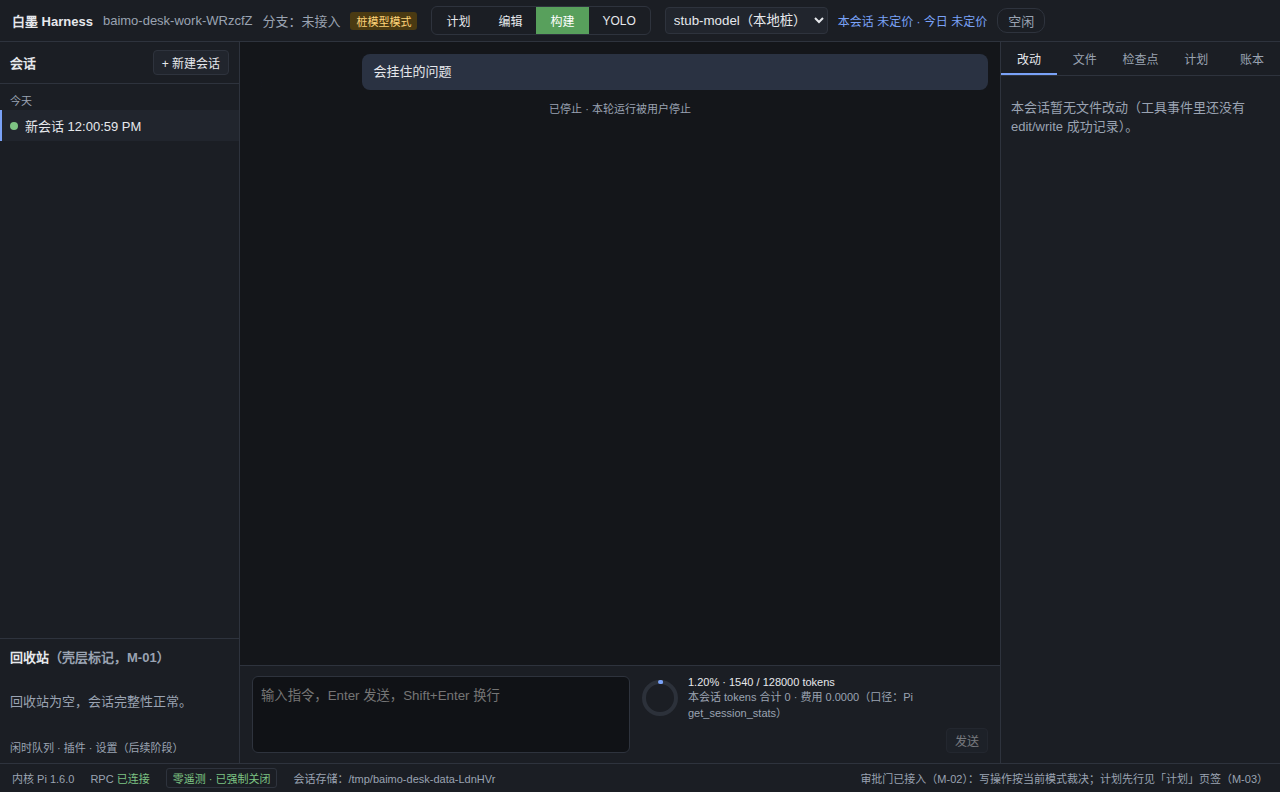 白墨 Harness baimo-desk-work-WRzcfZ 分支：未接入 桩模型模式 计划 编辑 构建 YOLO stub-model（本地桩） 本会话 未定价 · 今日 未定价 空闲
会话 + 新建会话
今天
新会话 12:00:59 PM
回收站（壳层标记，M-01）
回收站为空，会话完整性正常。
闲时队列 · 插件 · 设置（后续阶段）
会挂住的问题
已停止 · 本轮运行被用户停止
输入指令，Enter 发送，Shift+Enter 换行
1.20% · 1540 / 128000 tokens
本会话 tokens 合计 0 · 费用 0.0000（口径：Pi
get_session_stats）
发送
改动 文件 检查点 计划 账本
本会话暂无文件改动（工具事件里还没有
edit/write 成功记录）。
内核 Pi 1.6.0 RPC 已连接 零遥测 · 已强制关闭 会话存储：/tmp/baimo-desk-data-LdnHVr 审批门已接入（M-02）：写操作按当前模式裁决；计划先行见「计划」页签（M-03）